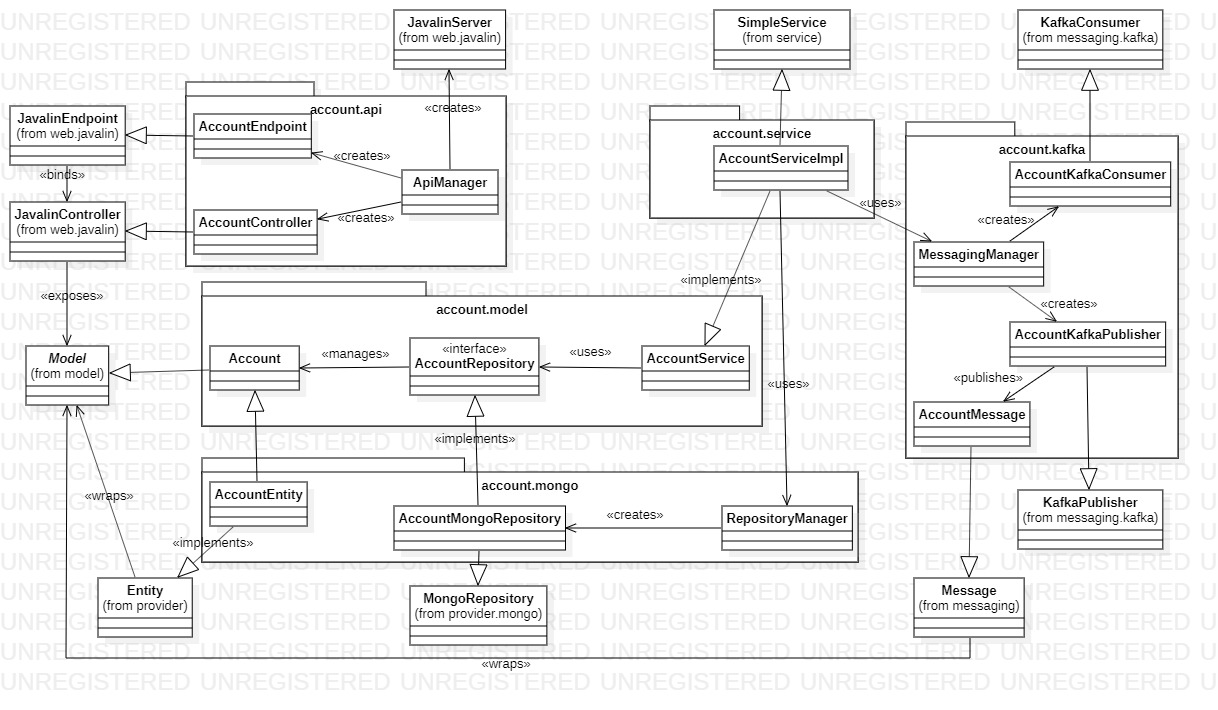 JavalinServer
(from web.javalin)
SimpleService
(from service)
KafkaConsumer
(from messaging.kafka)
«creates»
account.api
JavalinEndpoint
(from web.javalin)
AccountEndpoint
«creates»
ApiManager
«binds»
JavalinController
(from web.javalin)
AccountController
«creates»
account.service
AccountServiceImpl
«uses»
account.kafka
AccountKafkaConsumer
«creates»
MessagingManager
«creates»
AccountKafkaPublisher
«publishes»
AccountMessage
«exposes»
«implements»
account.model
Model
(from model)
Account
«manages»
«interface»
AccountRepository
«uses»
AccountService
«uses»
«implements»
account.mongo
AccountEntity
AccountMongoRepository
«creates»
RepositoryManager
«wraps»
«implements»
KafkaPublisher
(from messaging.kafka)
Entity
(from provider)
MongoRepository
(from provider.mongo)
Message
(from messaging)
«wraps»
UNREGISTERED UNREGISTERED UNREGISTERED UNREGISTERED UNREGISTERED UNREGISTERED